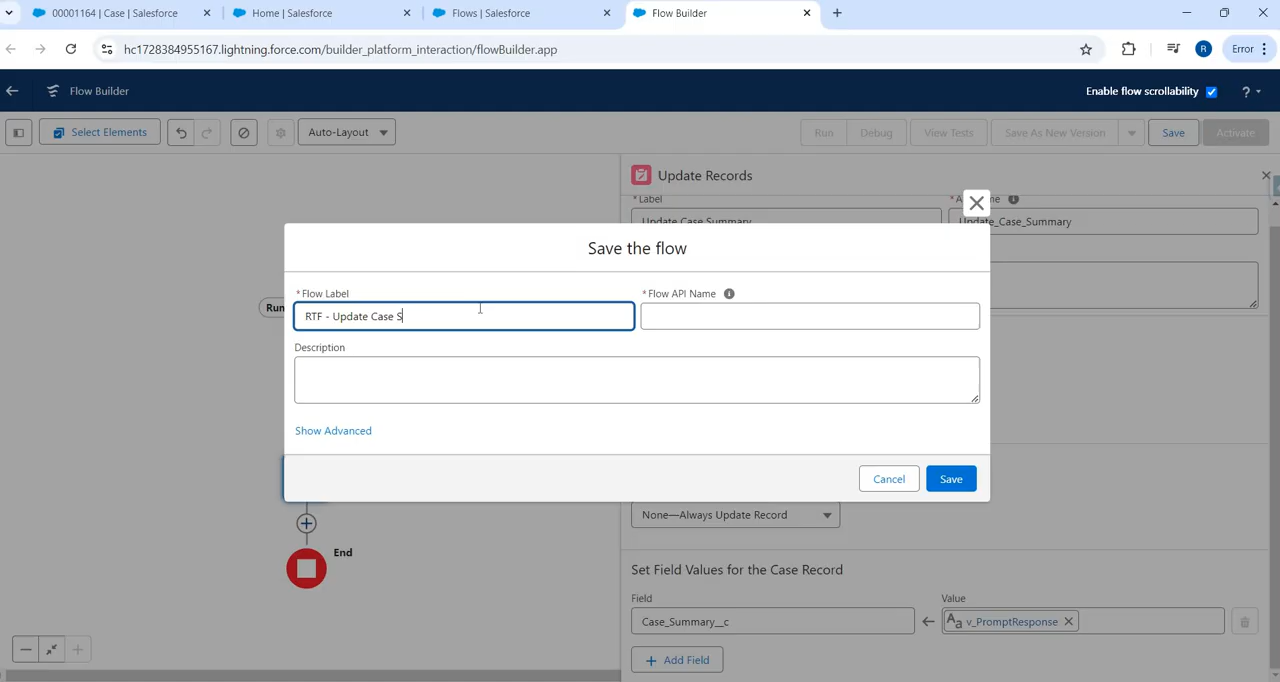 00001164 | Case | Salesforce
Home | Salesforce
Flows | Salesforce
Flow Builder
hc1728384955167.lightning.force.com/builder_platform_interaction/flowBuilder.app
R
Error
Flow Builder
Enable flow scrollability
?
Select Elements
Auto-Layout
Run
Debug
View Tests
Save As New Version
Save
Activate
Update Records
*Label
Update Case Summary
Update_Case_Summary
Save the flow
*Flow Label
*Flow API Name
RTF - Update Case S
Run
Description
Show Advanced
Cancel
Save
None—Always Update Record
End
Set Field Values for the Case Record
Field
Value
Case_Summary__c
Aa v_PromptResponse
Add Field